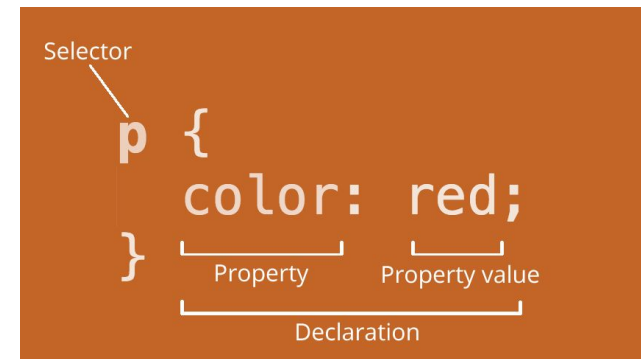 Selector
p {
color: red;
}
Property Property value
Declaration